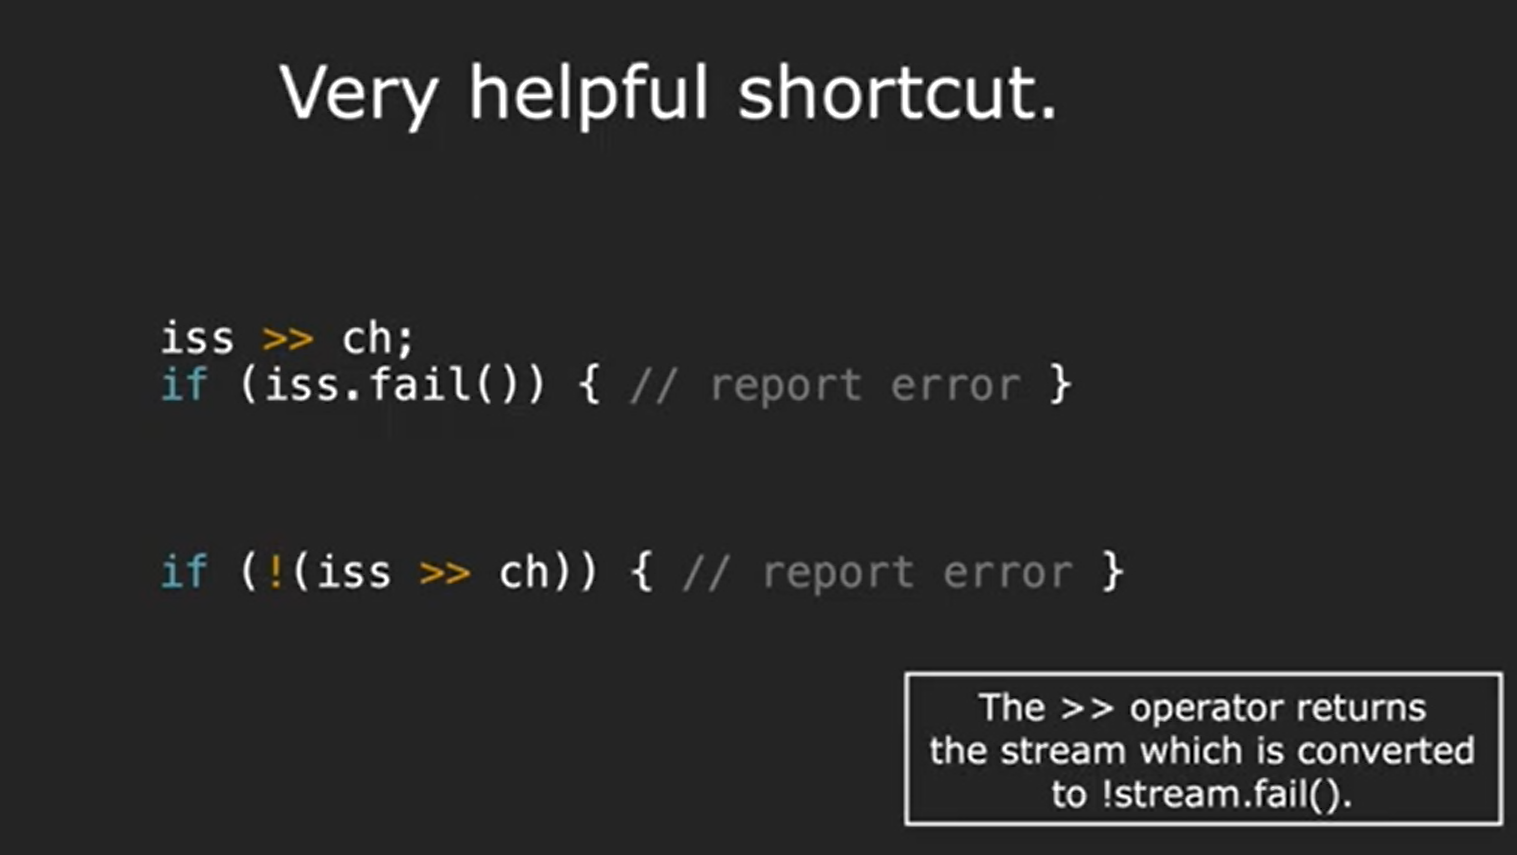 Very helpful shortcut.
iss >> ch;
if (iss.fail()) { // report error }
if (!(iss >> ch)) { // report error }
The >> operator returns
the stream which is converted
to !stream.fail().